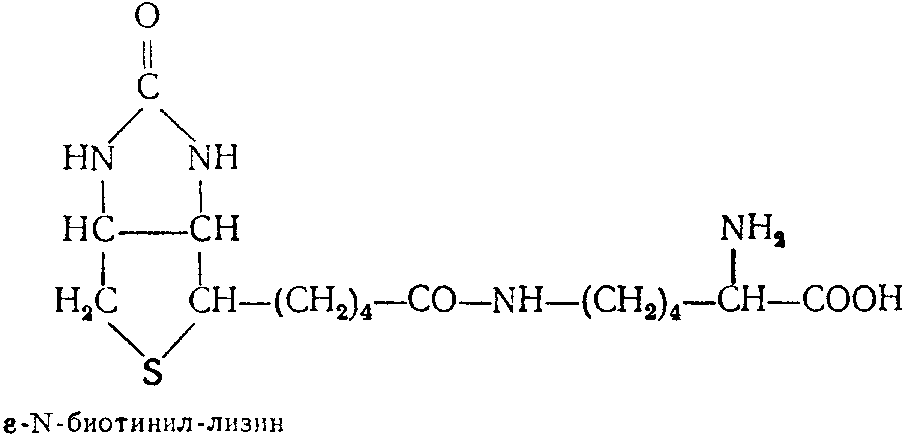 O
||
C
HN NH
HC—CH NH₂
H₂C CH—(CH₂)₄—CO—NH—(CH₂)₄—CH—COOH
S
ε-N-биотинил-лизин